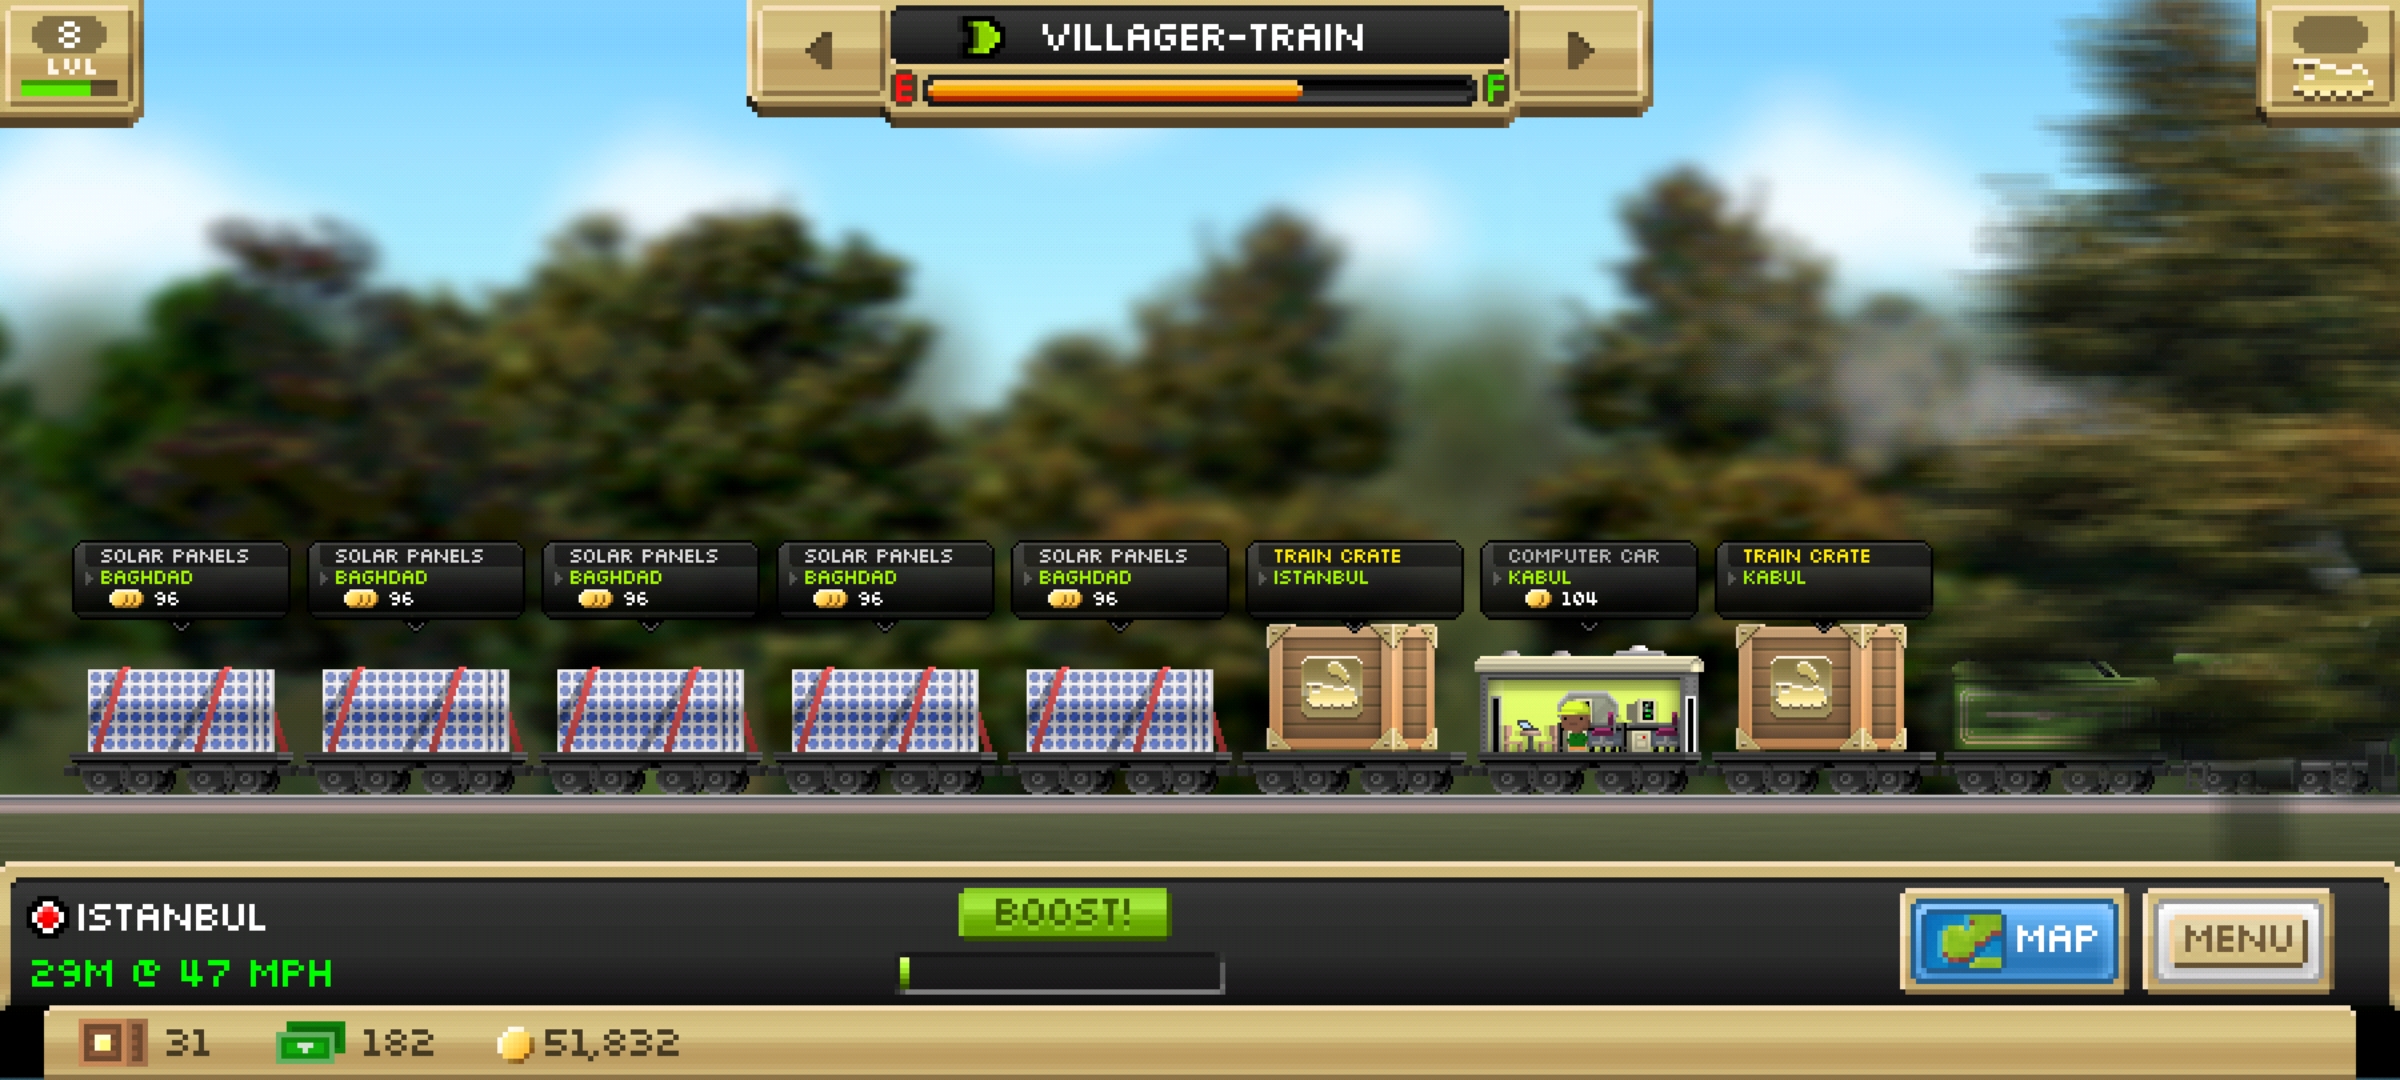 8
LVL
VILLAGER-TRAIN
E F
SOLAR PANELS
BAGHDAD
96
SOLAR PANELS
BAGHDAD
96
SOLAR PANELS
BAGHDAD
96
SOLAR PANELS
BAGHDAD
96
SOLAR PANELS
BAGHDAD
96
TRAIN CRATE
ISTANBUL
COMPUTER CAR
KABUL
104
TRAIN CRATE
KABUL
ISTANBUL
29M @ 47 MPH
BOOST!
MAP
MENU
31 182 51,832